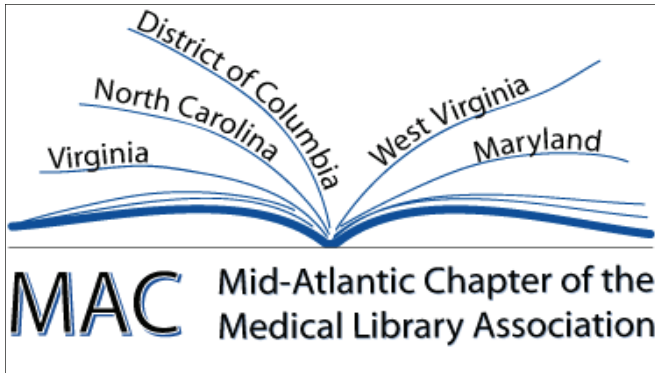 District of Columbia
North Carolina
Virginia
West Virginia
Maryland
MAC
Mid-Atlantic Chapter of the
Medical Library Association